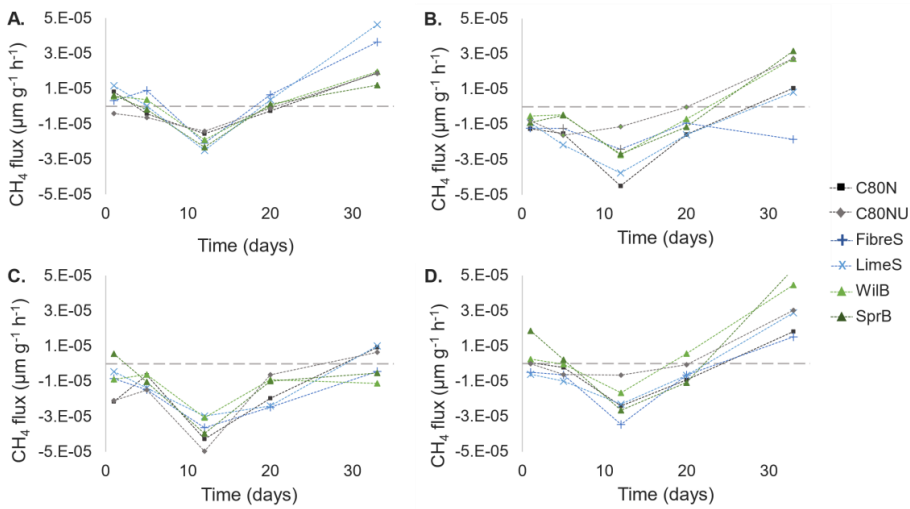 A.
5.E-05
3.E-05
1.E-05
-1.E-05
-3.E-05
-5.E-05
CH₄ flux (µm g⁻¹ h⁻¹)
0 10 20 30
Time (days)
B.
5.E-05
3.E-05
1.E-05
-1.E-05
-3.E-05
-5.E-05
CH₄ flux (µm g⁻¹ h⁻¹)
0 10 20 30
Time (days)
C.
5.E-05
3.E-05
1.E-05
-1.E-05
-3.E-05
-5.E-05
CH₄ flux (µm g⁻¹ h⁻¹)
0 10 20 30
Time (days)
D.
5.E-05
3.E-05
1.E-05
-1.E-05
-3.E-05
-5.E-05
CH₄ flux (µm g⁻¹ h⁻¹)
0 10 20 30
Time (days)
C80N
C80NU
FibreS
LimeS
WilB
SprB